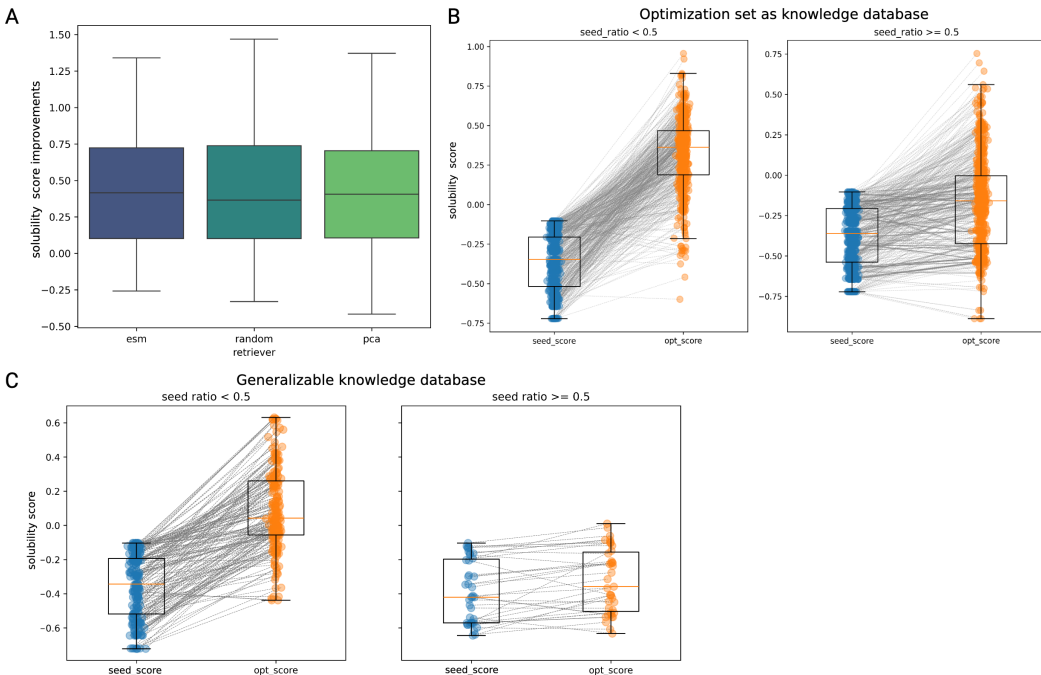 A
solubility score improvements
1.50
1.25
1.00
0.75
0.50
0.25
0.00
−0.25
−0.50
esm
random
pca
retriever
B
Optimization set as knowledge database
seed_ratio < 0.5
solubility score
1.00
0.75
0.50
0.25
0.00
−0.25
−0.50
−0.75
seed_score
opt_score
seed_ratio >= 0.5
0.75
0.50
0.25
0.00
−0.25
−0.50
−0.75
seed_score
opt_score
C
Generalizable knowledge database
seed ratio < 0.5
solubility score
0.6
0.4
0.2
0.0
−0.2
−0.4
−0.6
seed_score
opt_score
seed ratio >= 0.5
seed_score
opt_score